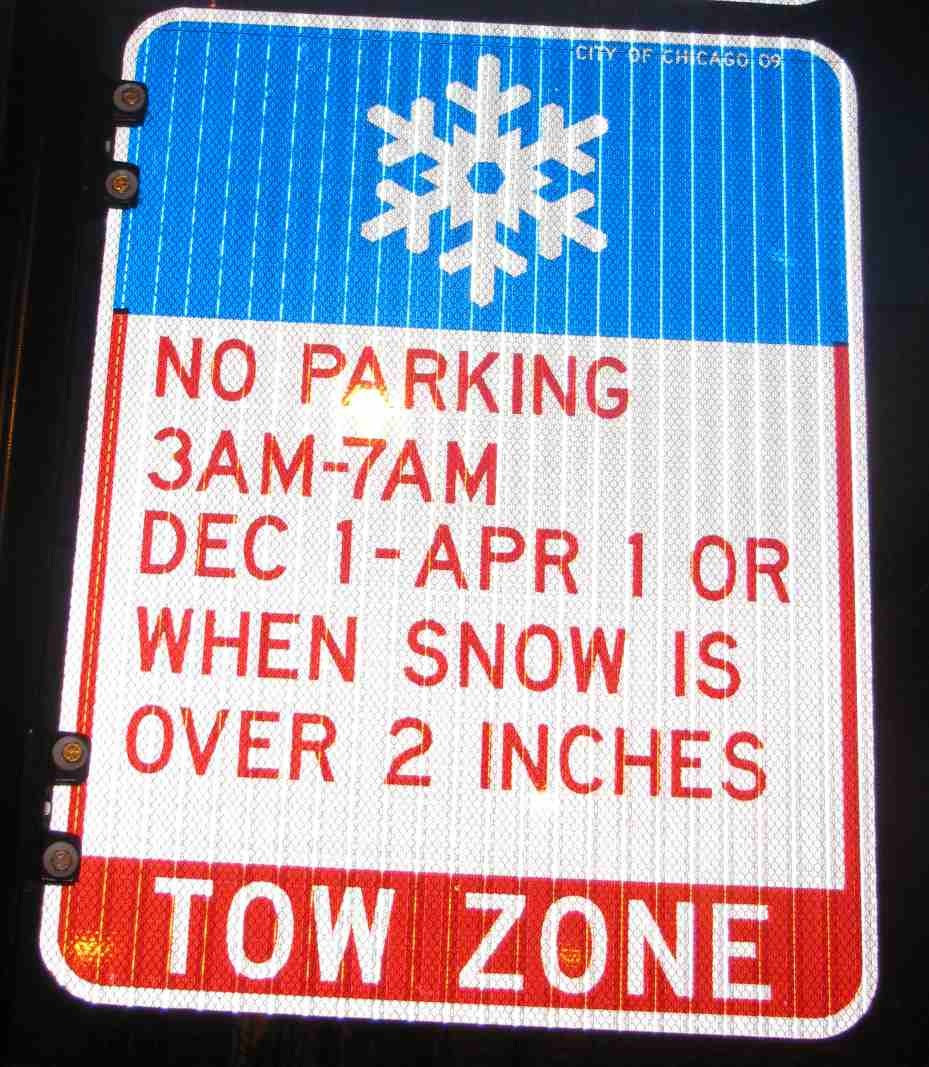 CITY OF CHICAGO 09
NO PARKING
3AM-7AM
DEC 1-APR 1 OR
WHEN SNOW IS
OVER 2 INCHES
TOW ZONE